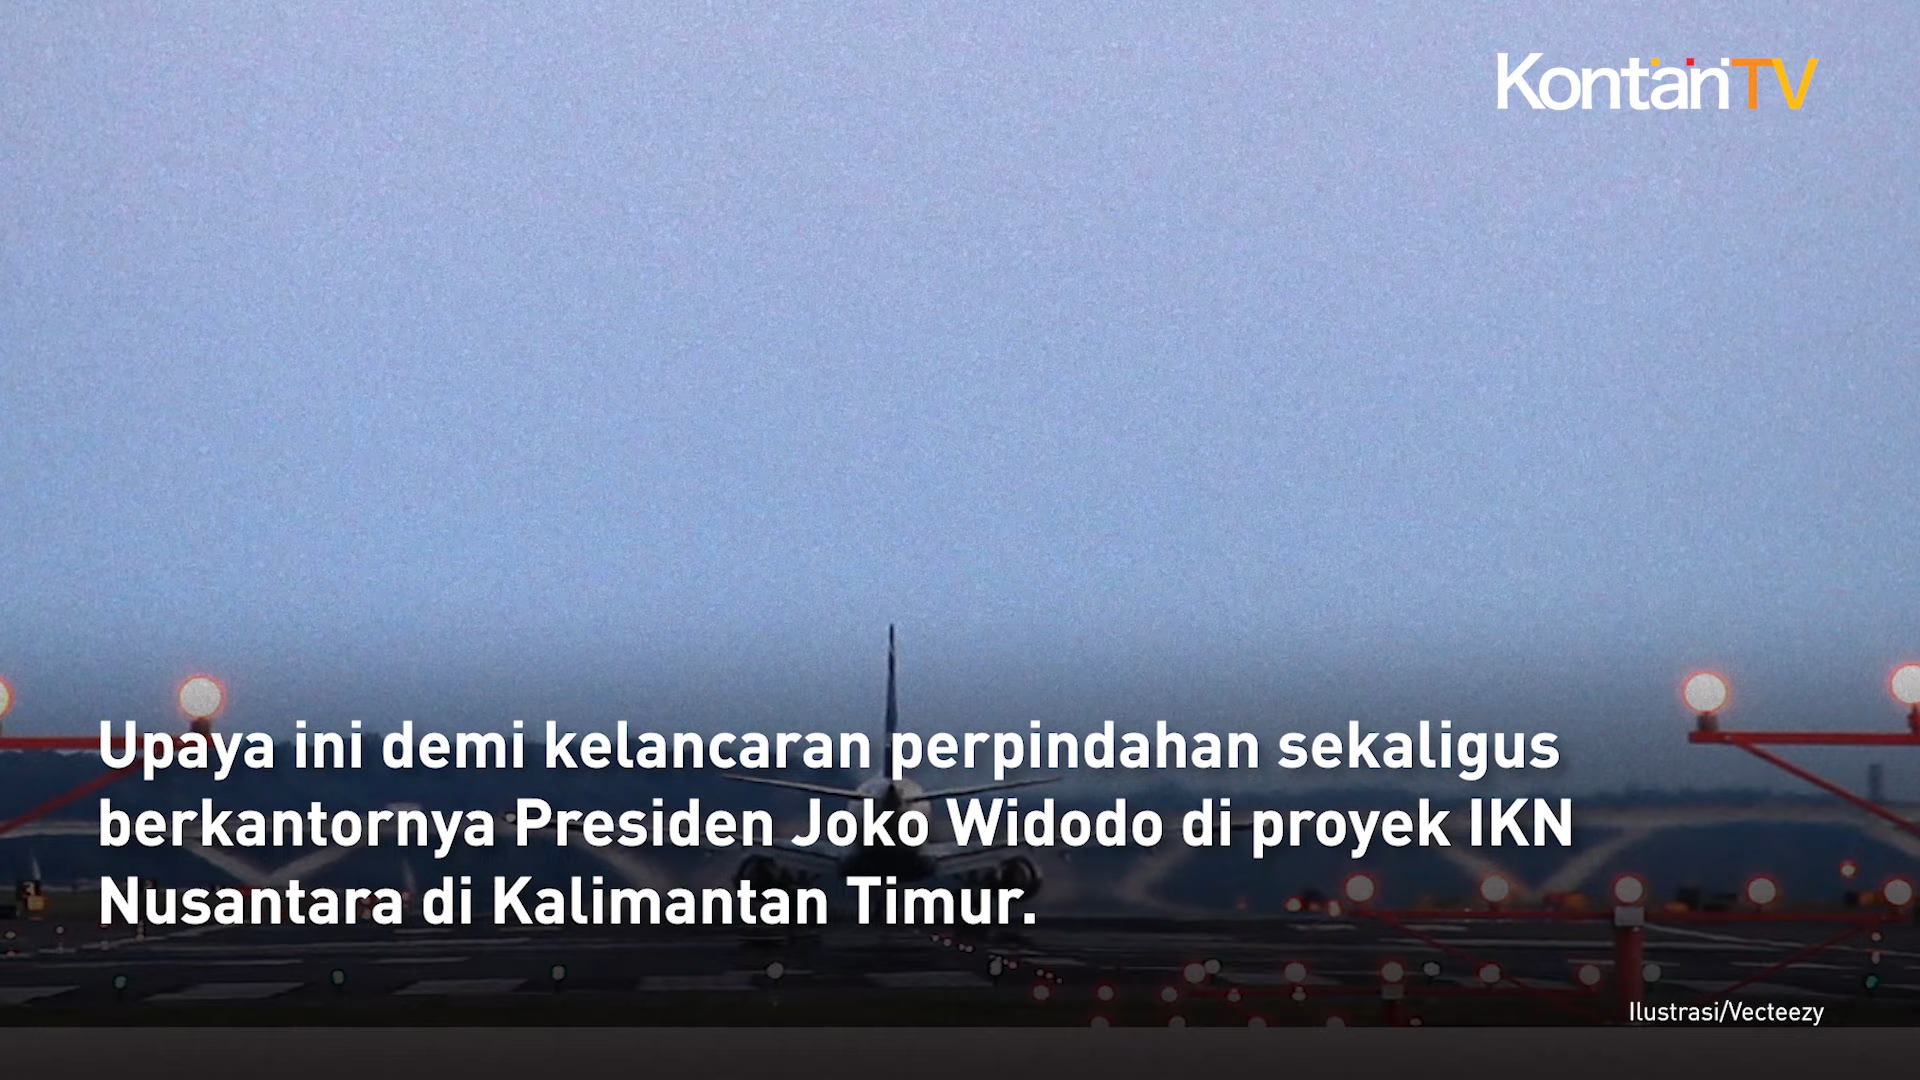 KontanTV
Upaya ini demi kelancaran perpindahan sekaligus
berkantornya Presiden Joko Widodo di proyek IKN
Nusantara di Kalimantan Timur.
Ilustrasi/Vecteezy